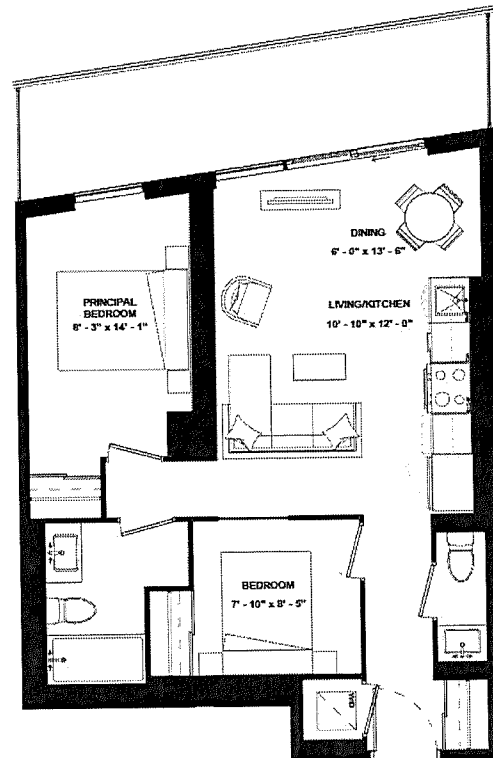 DINING
6' - 0" x 13' - 6"
PRINCIPAL
BEDROOM
8' - 3" x 14' - 1"
LIVING/KITCHEN
10' - 10" x 12' - 0"
BEDROOM
7' - 10" x 8' - 5"
W/D